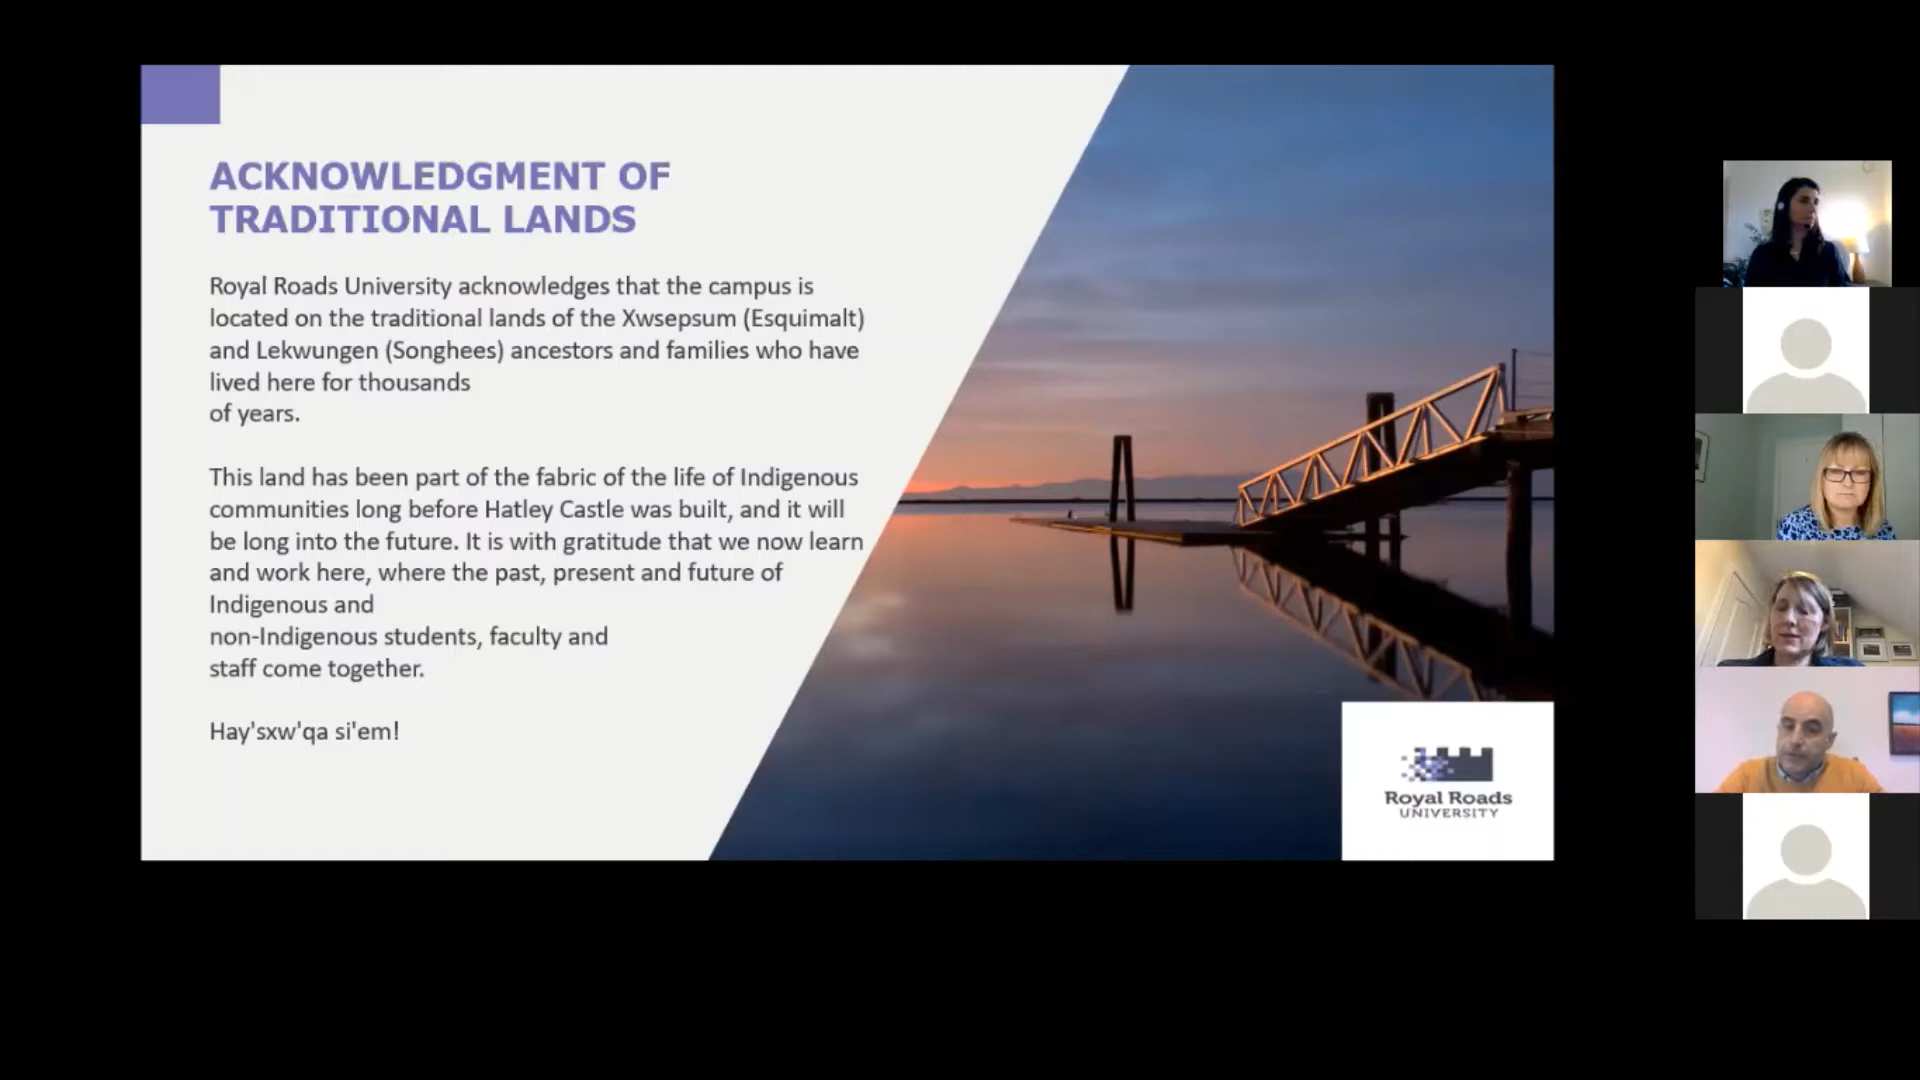 ACKNOWLEDGMENT OF
TRADITIONAL LANDS
Royal Roads University acknowledges that the campus is
located on the traditional lands of the Xwsepsum (Esquimalt)
and Lekwungen (Songhees) ancestors and families who have
lived here for thousands
of years.
This land has been part of the fabric of the life of Indigenous
communities long before Hatley Castle was built, and it will
be long into the future. It is with gratitude that we now learn
and work here, where the past, present and future of
Indigenous and
non-Indigenous students, faculty and
staff come together.
Hay'sxw'qa si'em!
Royal Roads
UNIVERSITY